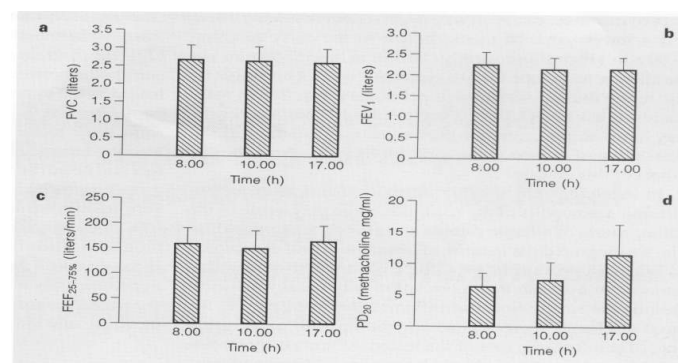 a
FVC (liters)
3.5
3.0
2.5
2.0
1.5
1.0
0.5
0
8.00 10.00 17.00
Time (h)
b
FEV1 (liters)
3.0
2.5
2.0
1.5
1.0
0.5
0
8.00 10.00 17.00
Time (h)
c
FEF25–75% (liters/min)
250
200
150
100
50
0
8.00 10.00 17.00
Time (h)
d
PD20 (methacholine mg/ml)
20
15
10
5
0
8.00 10.00 17.00
Time (h)